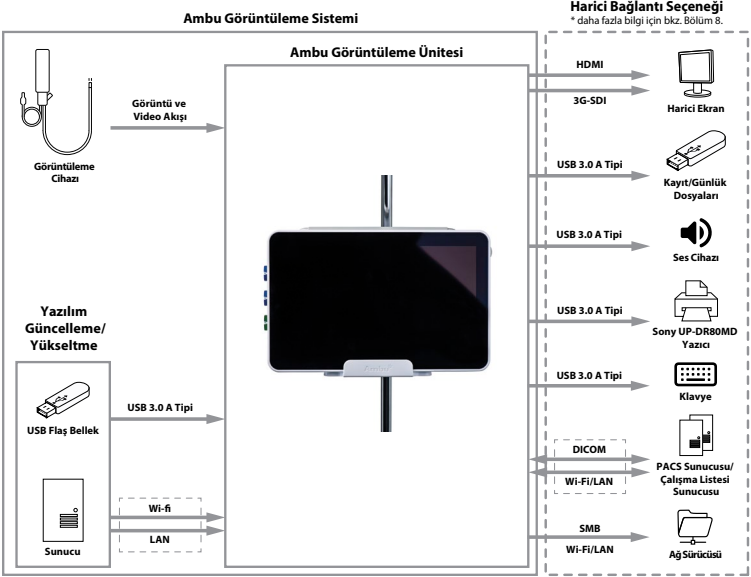 Ambu Görüntüleme Sistemi
Harici Bağlantı Seçeneği
* daha fazla bilgi için bkz. Bölüm 8.
Ambu Görüntüleme Ünitesi
Görüntüleme
Cihazı
Görüntü ve
Video Akışı
Yazılım
Güncelleme/
Yükseltme
USB Flaş Bellek
USB 3.0 A Tipi
Sunucu
Wi-fi
LAN
Ambu
HDMI
3G-SDI
Harici Ekran
USB 3.0 A Tipi
Kayıt/Günlük
Dosyaları
USB 3.0 A Tipi
Ses Cihazı
USB 3.0 A Tipi
Sony UP-DR80MD
Yazıcı
USB 3.0 A Tipi
Klavye
DICOM
Wi-Fi/LAN
PACS Sunucusu/
Çalışma Listesi
Sunucusu
SMB
Wi-Fi/LAN
Ağ Sürücüsü